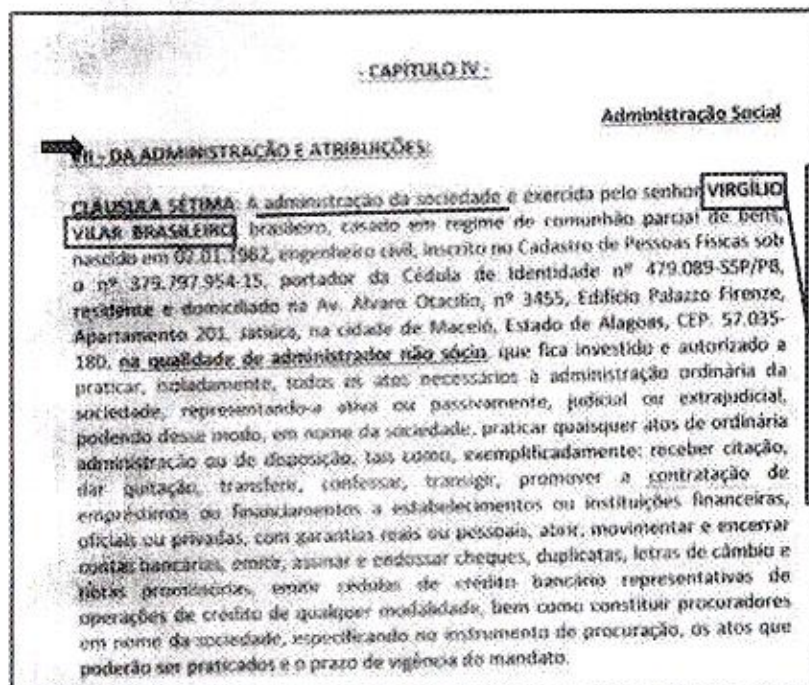 - CAPÍTULO IV -
Administração Social
VII - DA ADMINISTRAÇÃO E ATRIBUIÇÕES:
CLÁUSULA SÉTIMA: A administração da sociedade é exercida pelo senhor VIRGÍLIO
VILAR BRASILEIRO, brasileiro, casado em regime de comunhão parcial de bens,
nascido em 02.01.1962, engenheiro civil, inscrito no Cadastro de Pessoas Físicas sob
o nº 379.797.954-15, portador da Cédula de Identidade nº 479.089-SSP/PB,
residente e domiciliado na Av. Álvaro Otacílio, nº 3455, Edifício Palazzo Firenze,
Apartamento 201, Jatiúca, na cidade de Maceió, Estado de Alagoas, CEP. 57.035-
180, na qualidade de administrador não sócio, que fica investido e autorizado a
praticar, isoladamente, todos os atos necessários à administração ordinária da
sociedade, representando-a ativa ou passivamente, judicial ou extrajudicial,
podendo desse modo, em nome da sociedade, praticar quaisquer atos de ordinária
administração ou de disposição, tais como, exemplificadamente: receber citação,
dar quitação, transferir, confessar, transigir, promover a contratação de
empréstimos ou financiamentos a estabelecimentos ou instituições financeiras,
oficiais ou privadas, com garantias reais ou pessoais, abrir, movimentar e encerrar
contas bancárias, emitir, assinar e endossar cheques, duplicatas, letras de câmbio e
notas promissórias, emitir cédulas de crédito bancário representativas de
operações de crédito de qualquer modalidade, bem como constituir procuradores
em nome da sociedade, especificando no instrumento de procuração, os atos que
poderão ser praticados e o prazo de vigência do mandato.